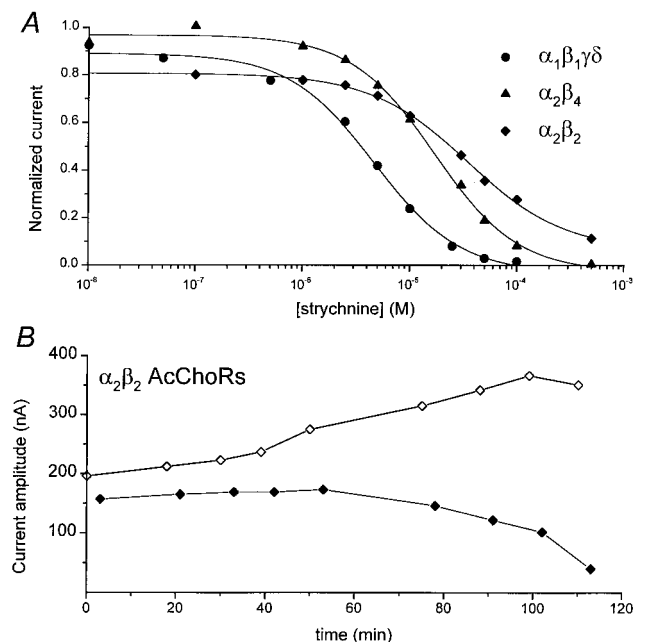 A
Normalized current
1.0
0.8
0.6
0.4
0.2
0.0
α₁β₁γδ
α₂β₄
α₂β₂
10⁻⁸ 10⁻⁷ 10⁻⁶ 10⁻⁵ 10⁻⁴ 10⁻³
[strychnine] (M)
B
Current amplitude (nA)
400
300
200
100
α₂β₂ AcChoRs
0 20 40 60 80 100 120
time (min)